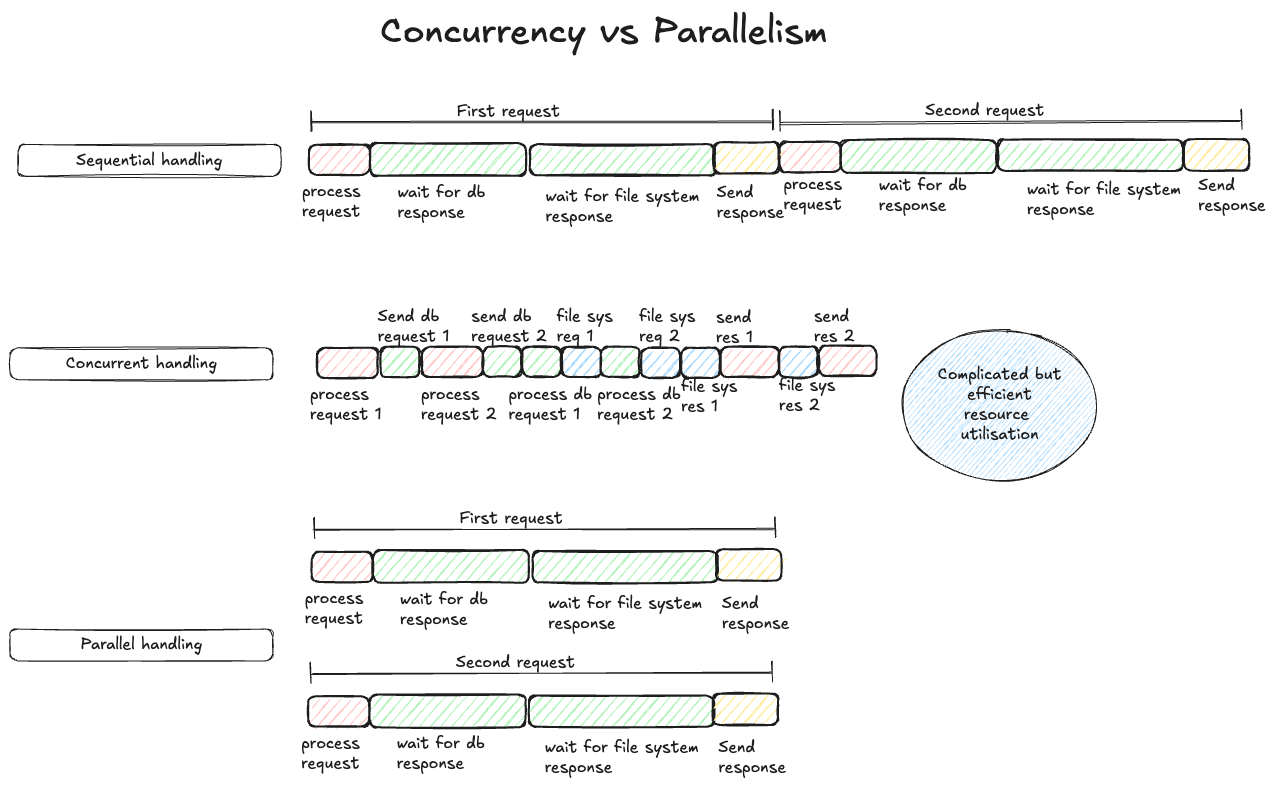 Concurrency vs Parallelism
First request
Second request
Sequential handling
process
request
wait for db
response
wait for file system
response
Send
response
process
request
wait for db
response
wait for file system
response
Send
response
Send db
request 1
send db
request 2
file sys
req 1
file sys
req 2
send
res 1
send
res 2
Concurrent handling
process
request 1
process
request 2
process db
request 1
process db
request 2
file sys
res 1
file sys
res 2
Complicated but
efficient
resource
utilisation
First request
process
request
wait for db
response
wait for file system
response
Send
response
Parallel handling
Second request
process
request
wait for db
response
wait for file system
response
Send
response